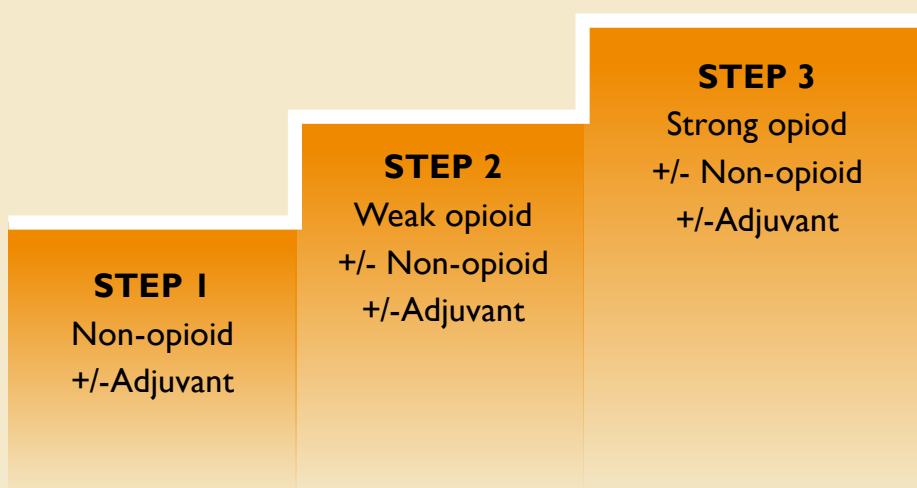 STEP 1
Non-opioid
+/-Adjuvant
STEP 2
Weak opioid
+/- Non-opioid
+/-Adjuvant
STEP 3
Strong opiod
+/- Non-opioid
+/-Adjuvant